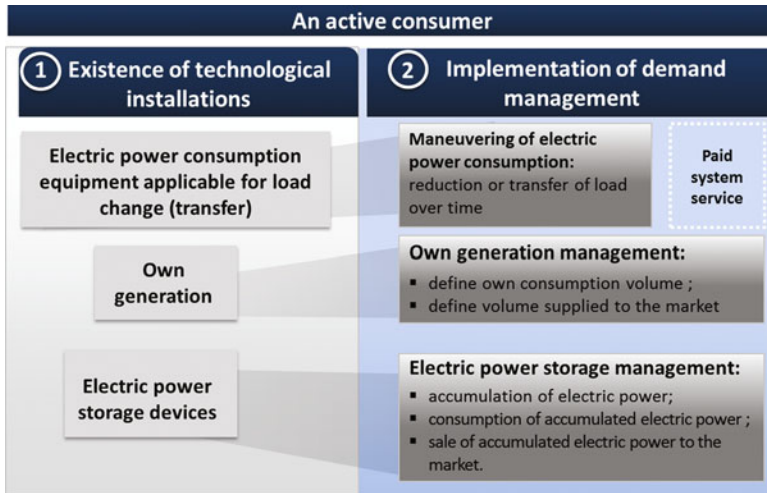 An active consumer
1 Existence of technological
installations
Electric power consumption
equipment applicable for load
change (transfer)
Own
generation
Electric power
storage devices
2 Implementation of demand
management
Maneuvering of electric
power consumption:
reduction or transfer of load
over time
Paid
system
service
Own generation management:
▪ define own consumption volume ;
▪ define volume supplied to the market
Electric power storage management:
▪ accumulation of electric power;
▪ consumption of accumulated electric power ;
▪ sale of accumulated electric power to the
market.